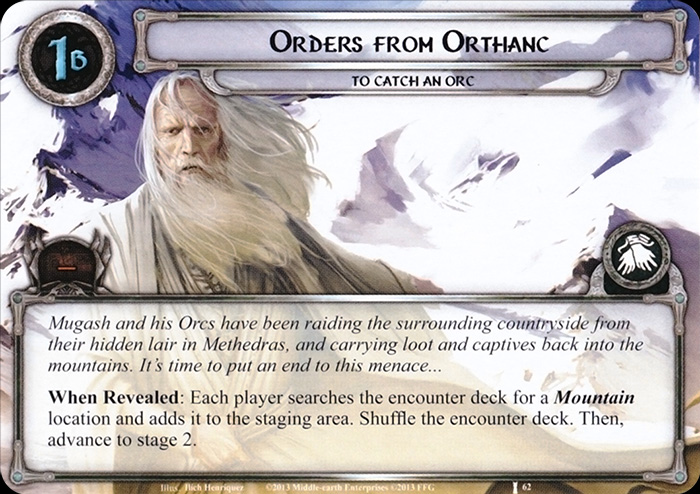 1B
ORDERS FROM ORTHANC
TO CATCH AN ORC
–
Mugash and his Orcs have been raiding the surrounding countryside from
their hidden lair in Methedras, and carrying loot and captives back into the
mountains. It's time to put an end to this menace...
When Revealed: Each player searches the encounter deck for a Mountain
location and adds it to the staging area. Shuffle the encounter deck. Then,
advance to stage 2.
Illus. Rich Henriquez ©2013 Middle-earth Enterprises ©2013 FFG 62